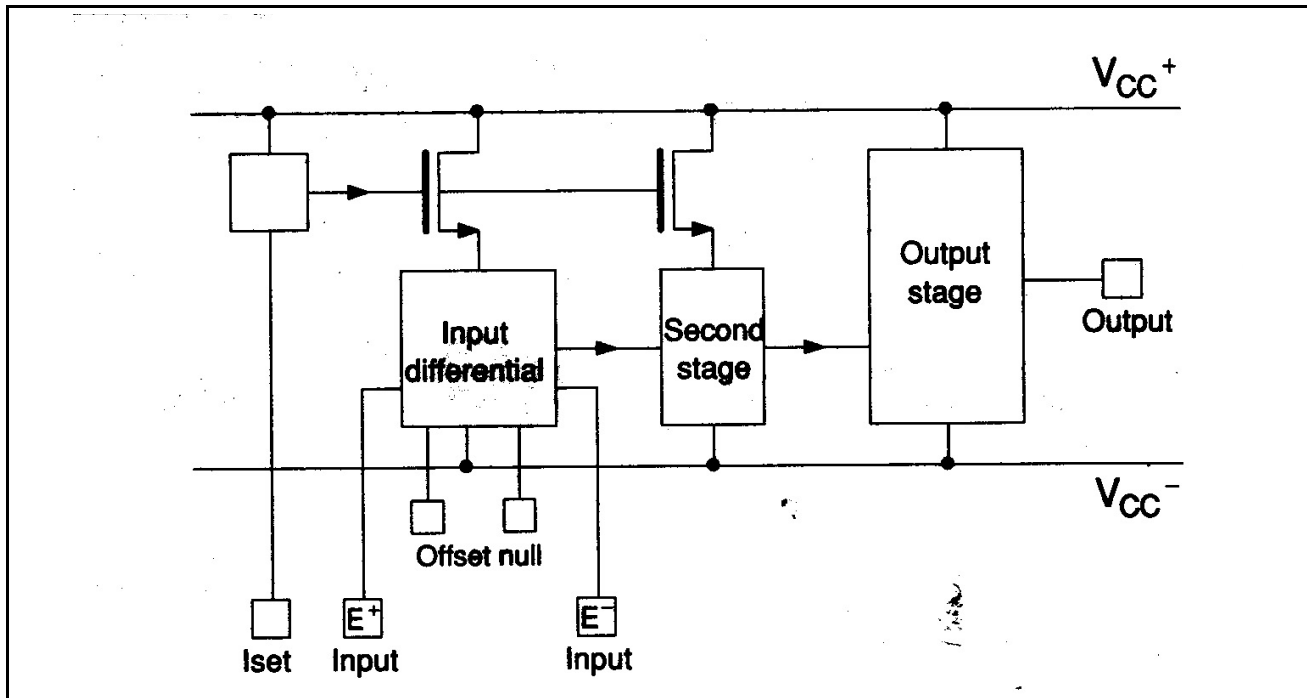 VCC+
Output
stage
Output
Input
differential
Second
stage
VCC-
Offset null
E+
E-
Iset
Input
Input